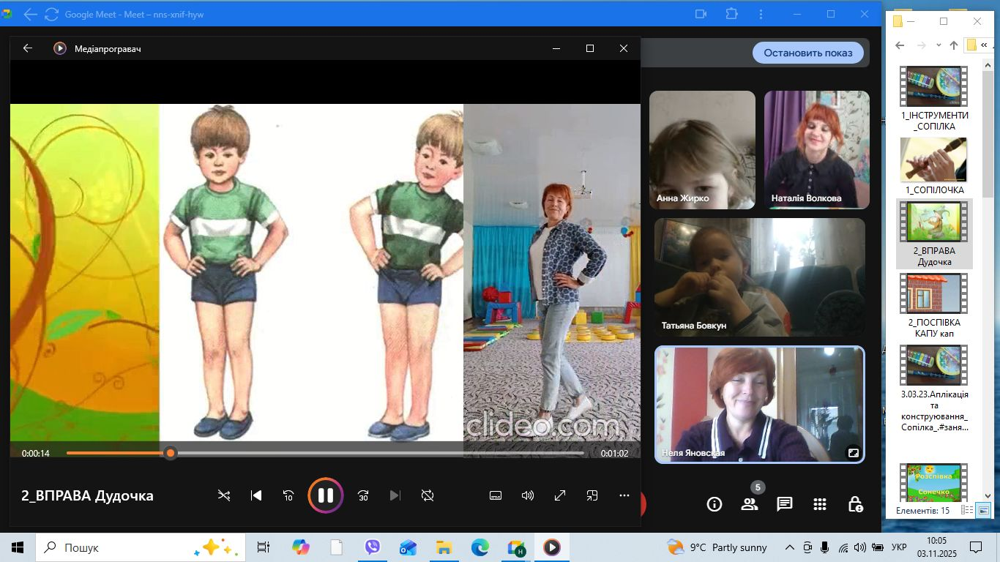 Google Meet - Meet – nns-xnif-hyw
Медіапрогравач
Остановить показ
Анна Жирко
Наталія Волкова
Татьяна Бовкун
Неля Яновская
clideo.com
0:00:14
0:01:02
2_ВПРАВА Дудочка
10
30
5
1_ІНСТРУМЕНТИ
_СОПІЛКА
1_СОПІЛОЧКА
2_ВПРАВА
Дудочка
2_ПОСПІВКА
КАПУ кап
3.03.23.Аплікація
та
конструювання_
Сопілка_#заня...
Розспівка
Сонечко
Елементів: 15
Пошук
9°C Partly sunny
УКР
10:05
03.11.2025